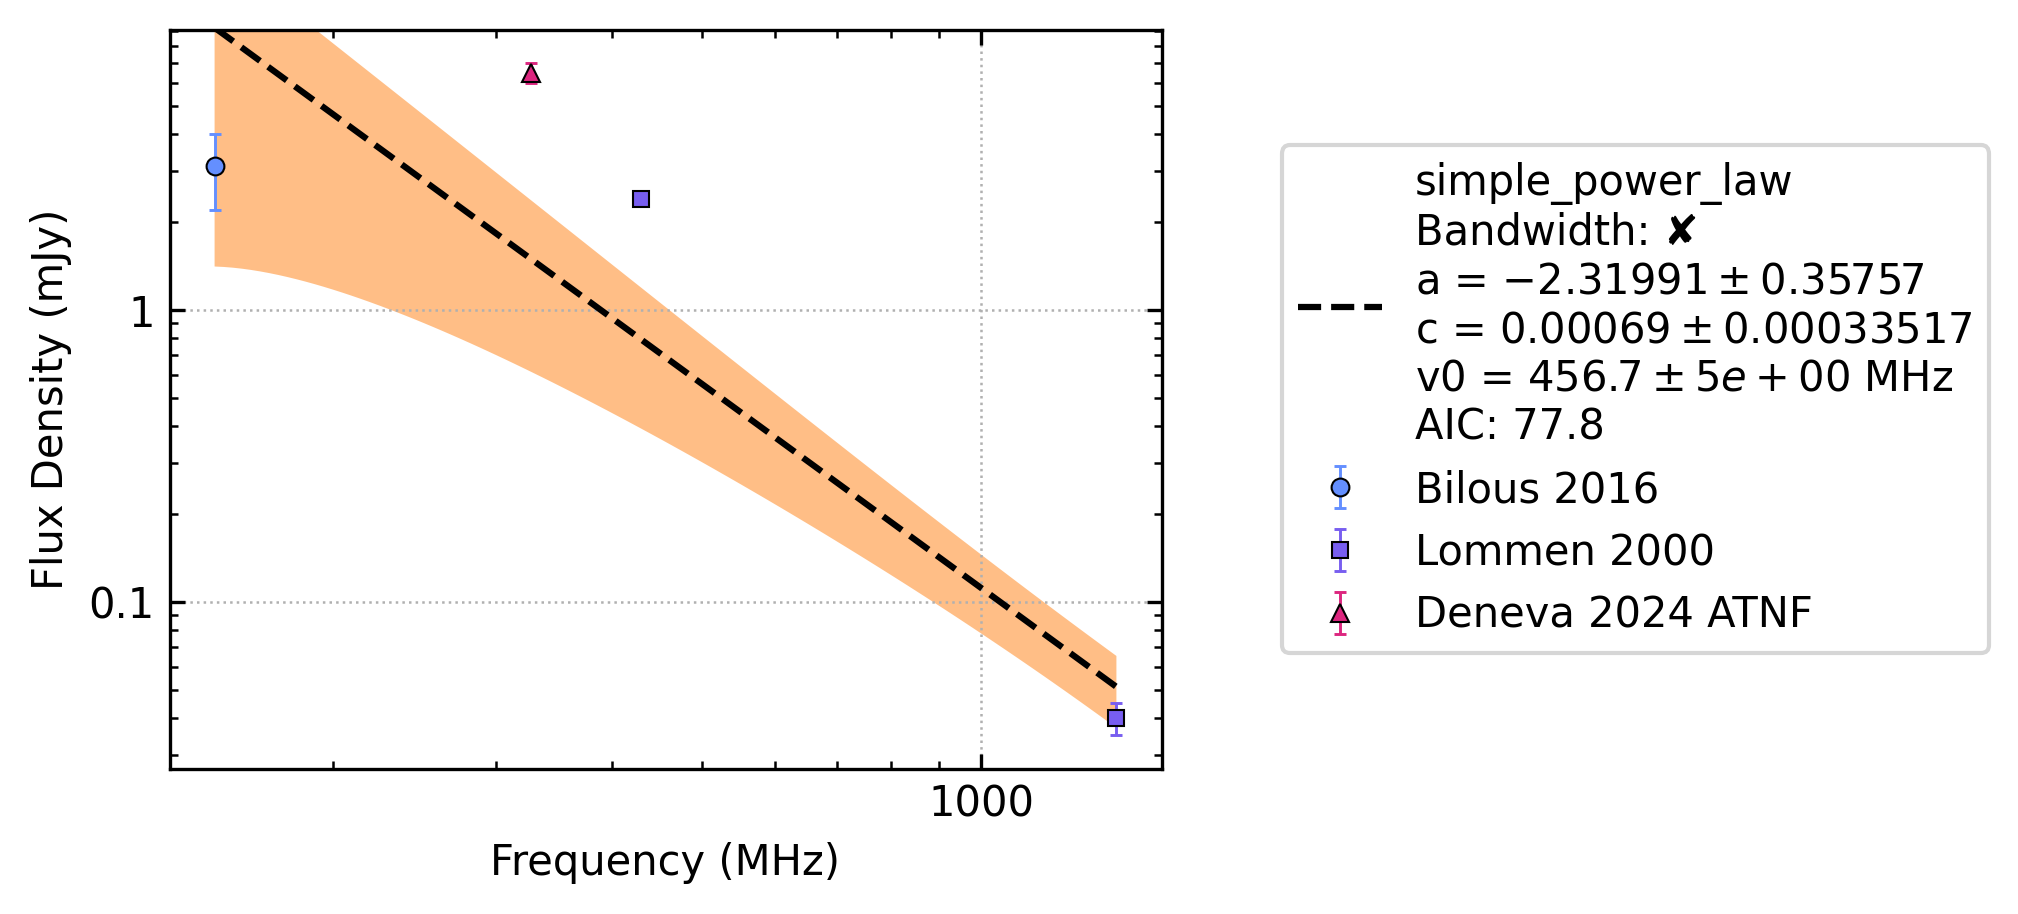 Flux Density (mJy)
1
0.1
1000
Frequency (MHz)
simple_power_law
Bandwidth: ✘
a = −2.31991 ± 0.35757
c = 0.00069 ± 0.00033517
v0 = 456.7 ± 5e + 00 MHz
AIC: 77.8
Bilous 2016
Lommen 2000
Deneva 2024 ATNF